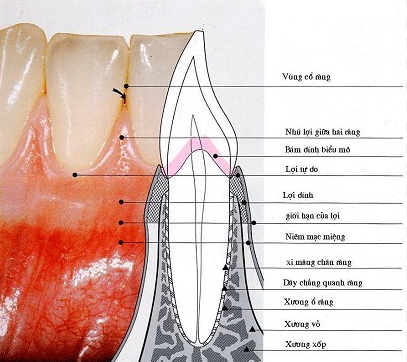 Vùng cổ răng
Nhú lợi giữa hai răng
Bám dính biểu mô
Lợi tự do
Lợi dính
giới hạn của lợi
Niêm mạc miệng
xi măng chân răng
Dây chằng quanh răng
Xương ổ răng
Xương vỏ
Xương xốp